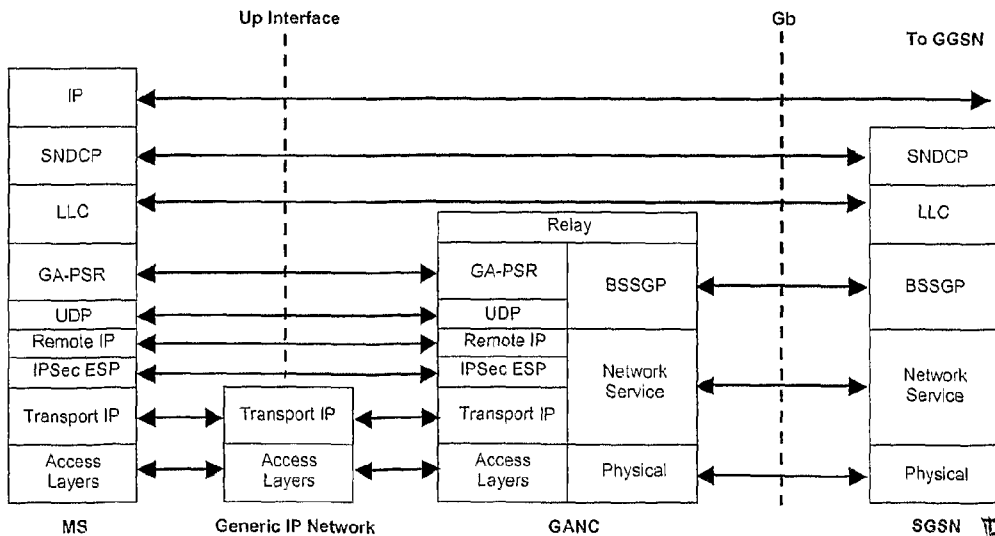 Up Interface
Gb
To GGSN
IP
SNDCP
SNDCP
LLC
LLC
Relay
GA-PSR
GA-PSR
BSSGP
BSSGP
UDP
UDP
Remote IP
Remote IP
IPSec ESP
IPSec ESP
Network
Service
Network
Service
Transport IP
Transport IP
Transport IP
Access
Layers
Access
Layers
Access
Layers
Physical
Physical
MS
Generic IP Network
GANC
SGSN